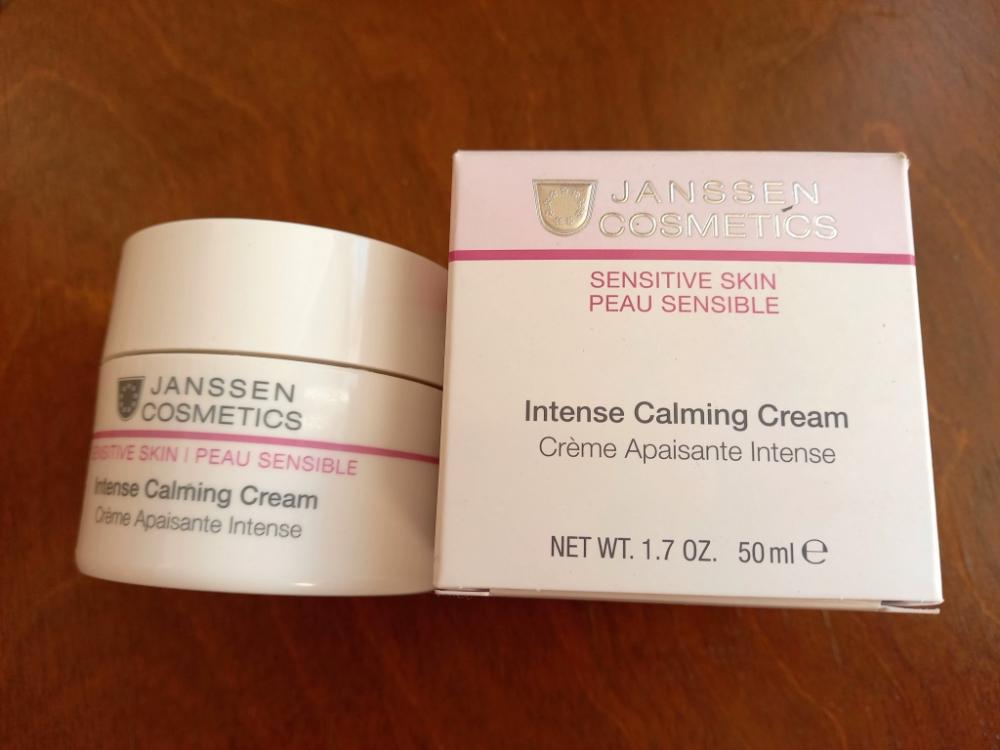 JANSSEN
COSMETICS
SENSITIVE SKIN | PEAU SENSIBLE
Intense Calming Cream
Crème Apaisante Intense
JANSSEN
COSMETICS
SENSITIVE SKIN
PEAU SENSIBLE
Intense Calming Cream
Crème Apaisante Intense
NET WT. 1.7 OZ. 50 ml ℮